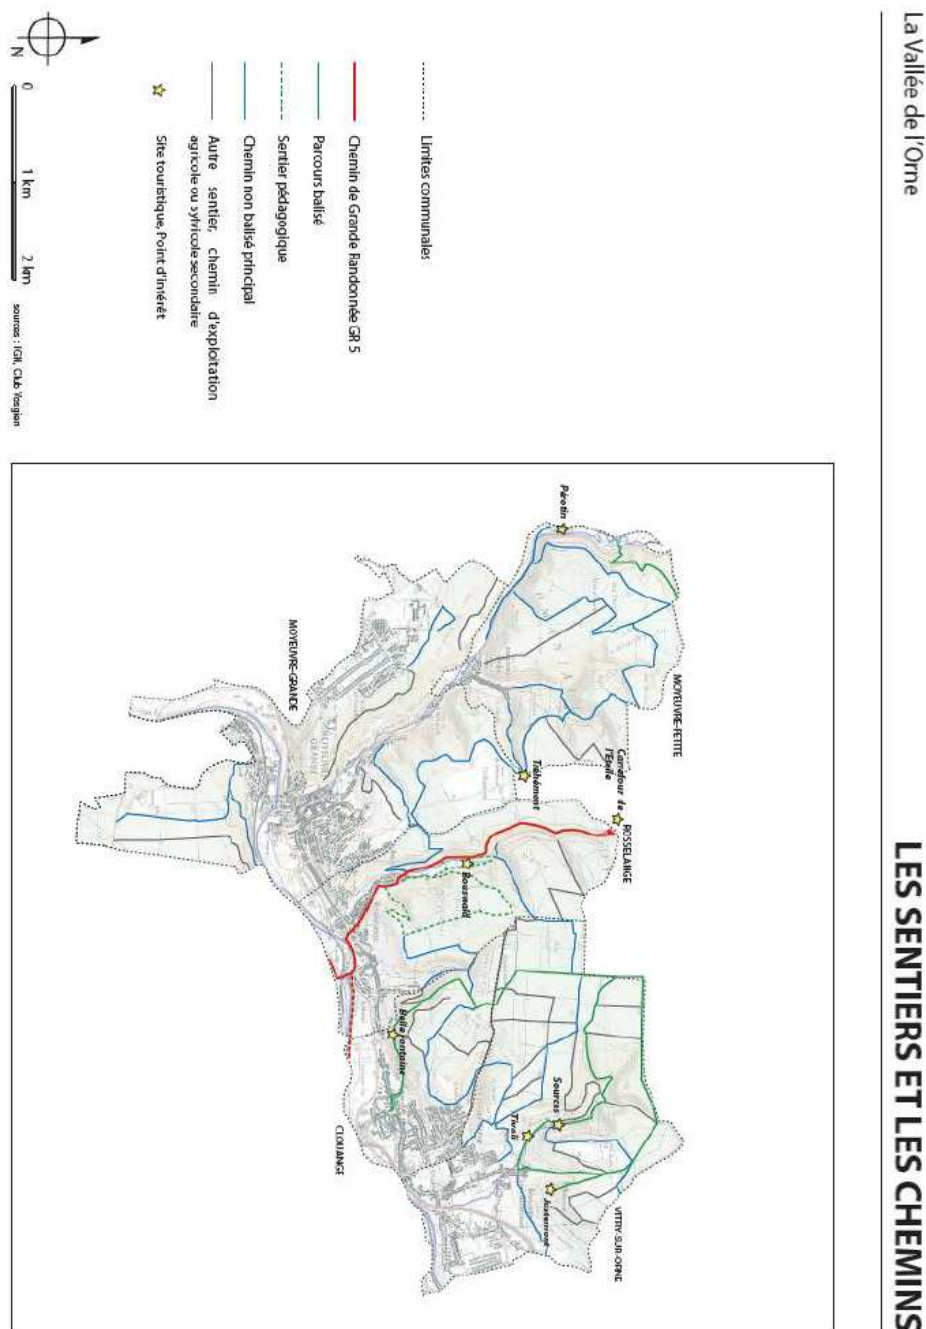 La Vallée de l'Orne
LES SENTIERS ET LES CHEMINS
Limites communales
Chemin de Grande Randonnée GR 5
Parcours balisé
Sentier pédagogique
Chemin non balisé principal
Autre sentier, chemin d'exploitation
agricole ou sylvicole secondaire
Site touristique, Point d'intérêt
N
0 1 km 2 km
sources : IGN, Club Vosgien
MOYEUVRE-PETITE
Pérotin
Carrefour de
l'Etoile
ROSSELANGE
Tréhémont
VITRY-SUR-ORNE
Justemont
Sources
Tivoli
Bouswald
Belle Fontaine
MOYEUVRE-GRANDE
CLOUANGE